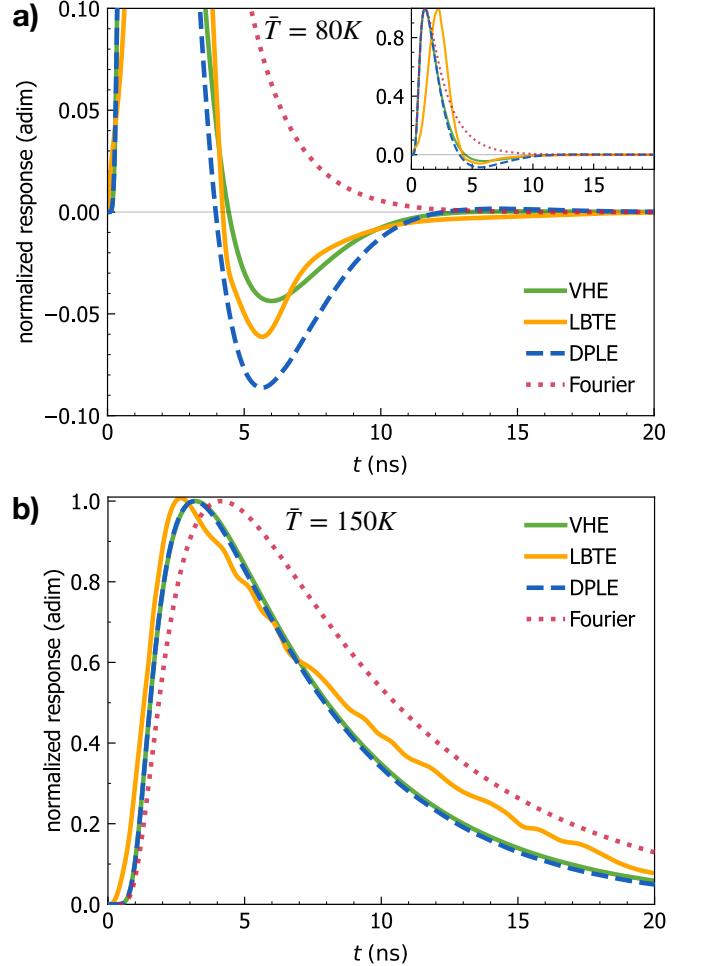 a)
T̄ = 80K
normalized response (adim)
0.10
0.05
0.00
−0.05
−0.10
0.8
0.4
0.0
0 5 10 15
VHE
LBTE
DPLE
Fourier
0 5 10 15 20
t (ns)
b)
T̄ = 150K
normalized response (adim)
1.0
0.8
0.6
0.4
0.2
0.0
VHE
LBTE
DPLE
Fourier
0 5 10 15 20
t (ns)